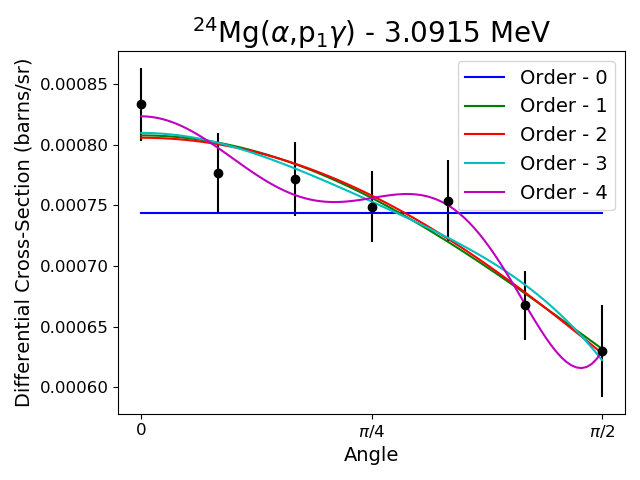 ²⁴Mg(α,p₁γ) - 3.0915 MeV
Differential Cross-Section (barns/sr)
0.00085
0.00080
0.00075
0.00070
0.00065
0.00060
Order - 0
Order - 1
Order - 2
Order - 3
Order - 4
0 π/4 π/2
Angle